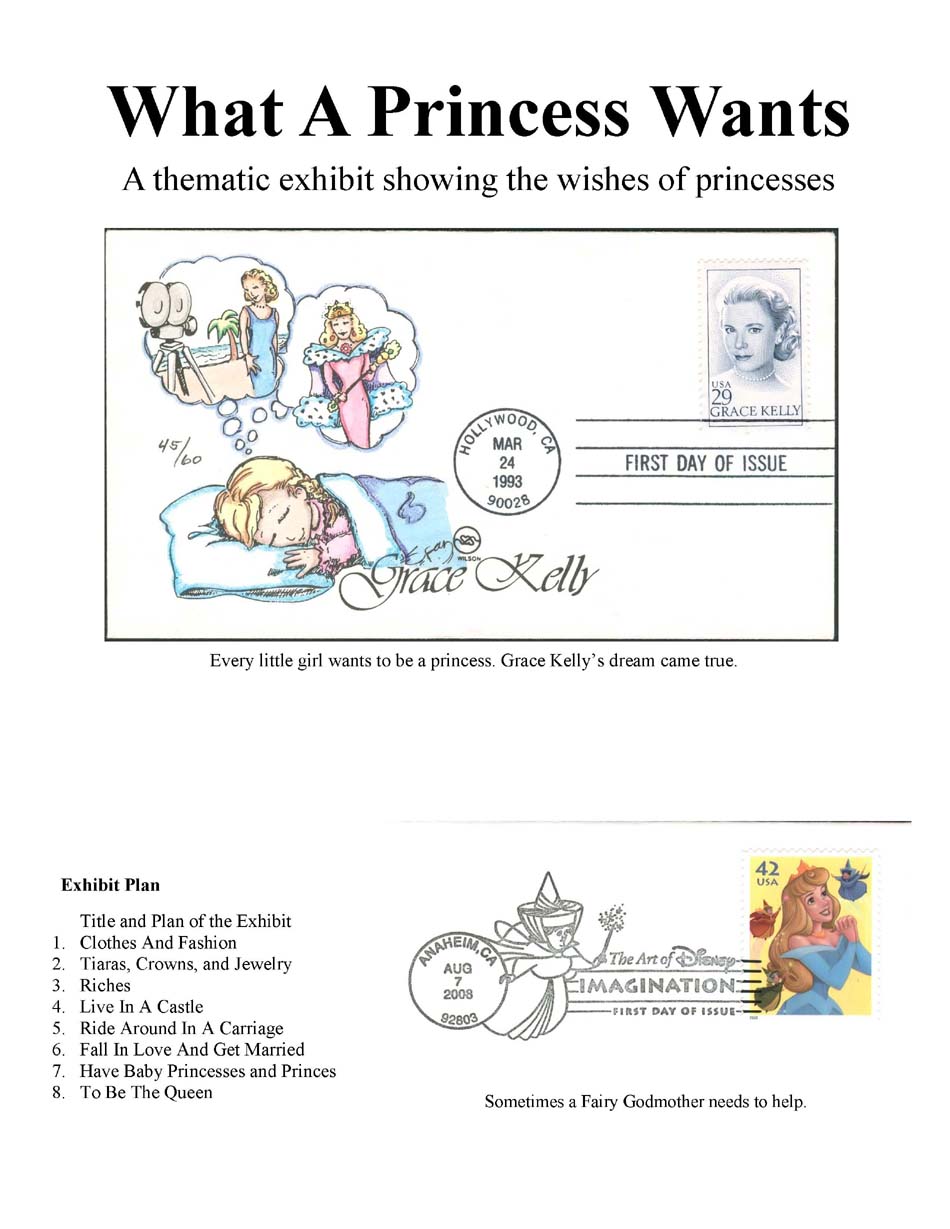 What A Princess Wants
A thematic exhibit showing the wishes of princesses
USA
29
GRACE KELLY
45/60
HOLLYWOOD, CA
MAR
24
1993
90028
FIRST DAY OF ISSUE
WILSON
Grace Kelly
Every little girl wants to be a princess. Grace Kelly's dream came true.
Exhibit Plan
Title and Plan of the Exhibit
1. Clothes And Fashion
2. Tiaras, Crowns, and Jewelry
3. Riches
4. Live In A Castle
5. Ride Around In A Carriage
6. Fall In Love And Get Married
7. Have Baby Princesses and Princes
8. To Be The Queen
42
USA
ANAHEIM, CA
AUG
7
2008
92803
The Art of Disney
IMAGINATION
FIRST DAY OF ISSUE
Sometimes a Fairy Godmother needs to help.